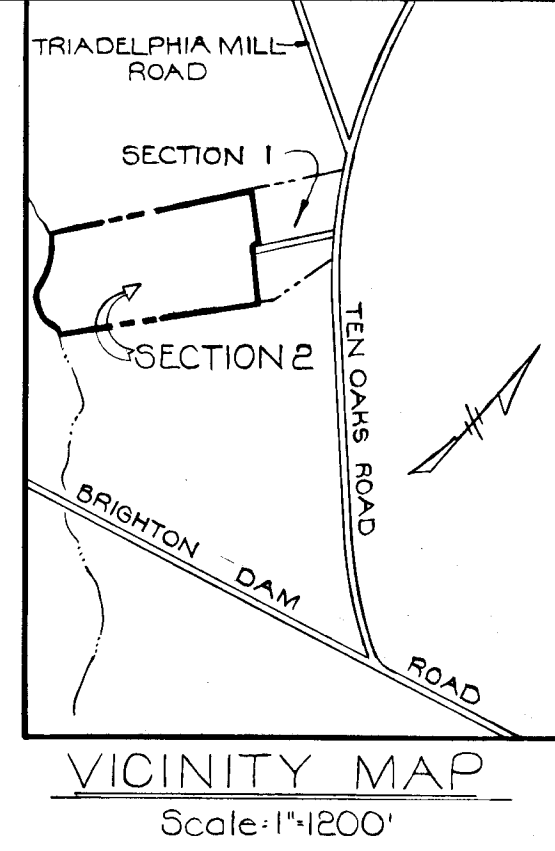 TRIADELPHIA MILL
ROAD
SECTION 1
SECTION 2
TEN OAKS ROAD
BRIGHTON DAM ROAD
VICINITY MAP
Scale: 1"=1200'